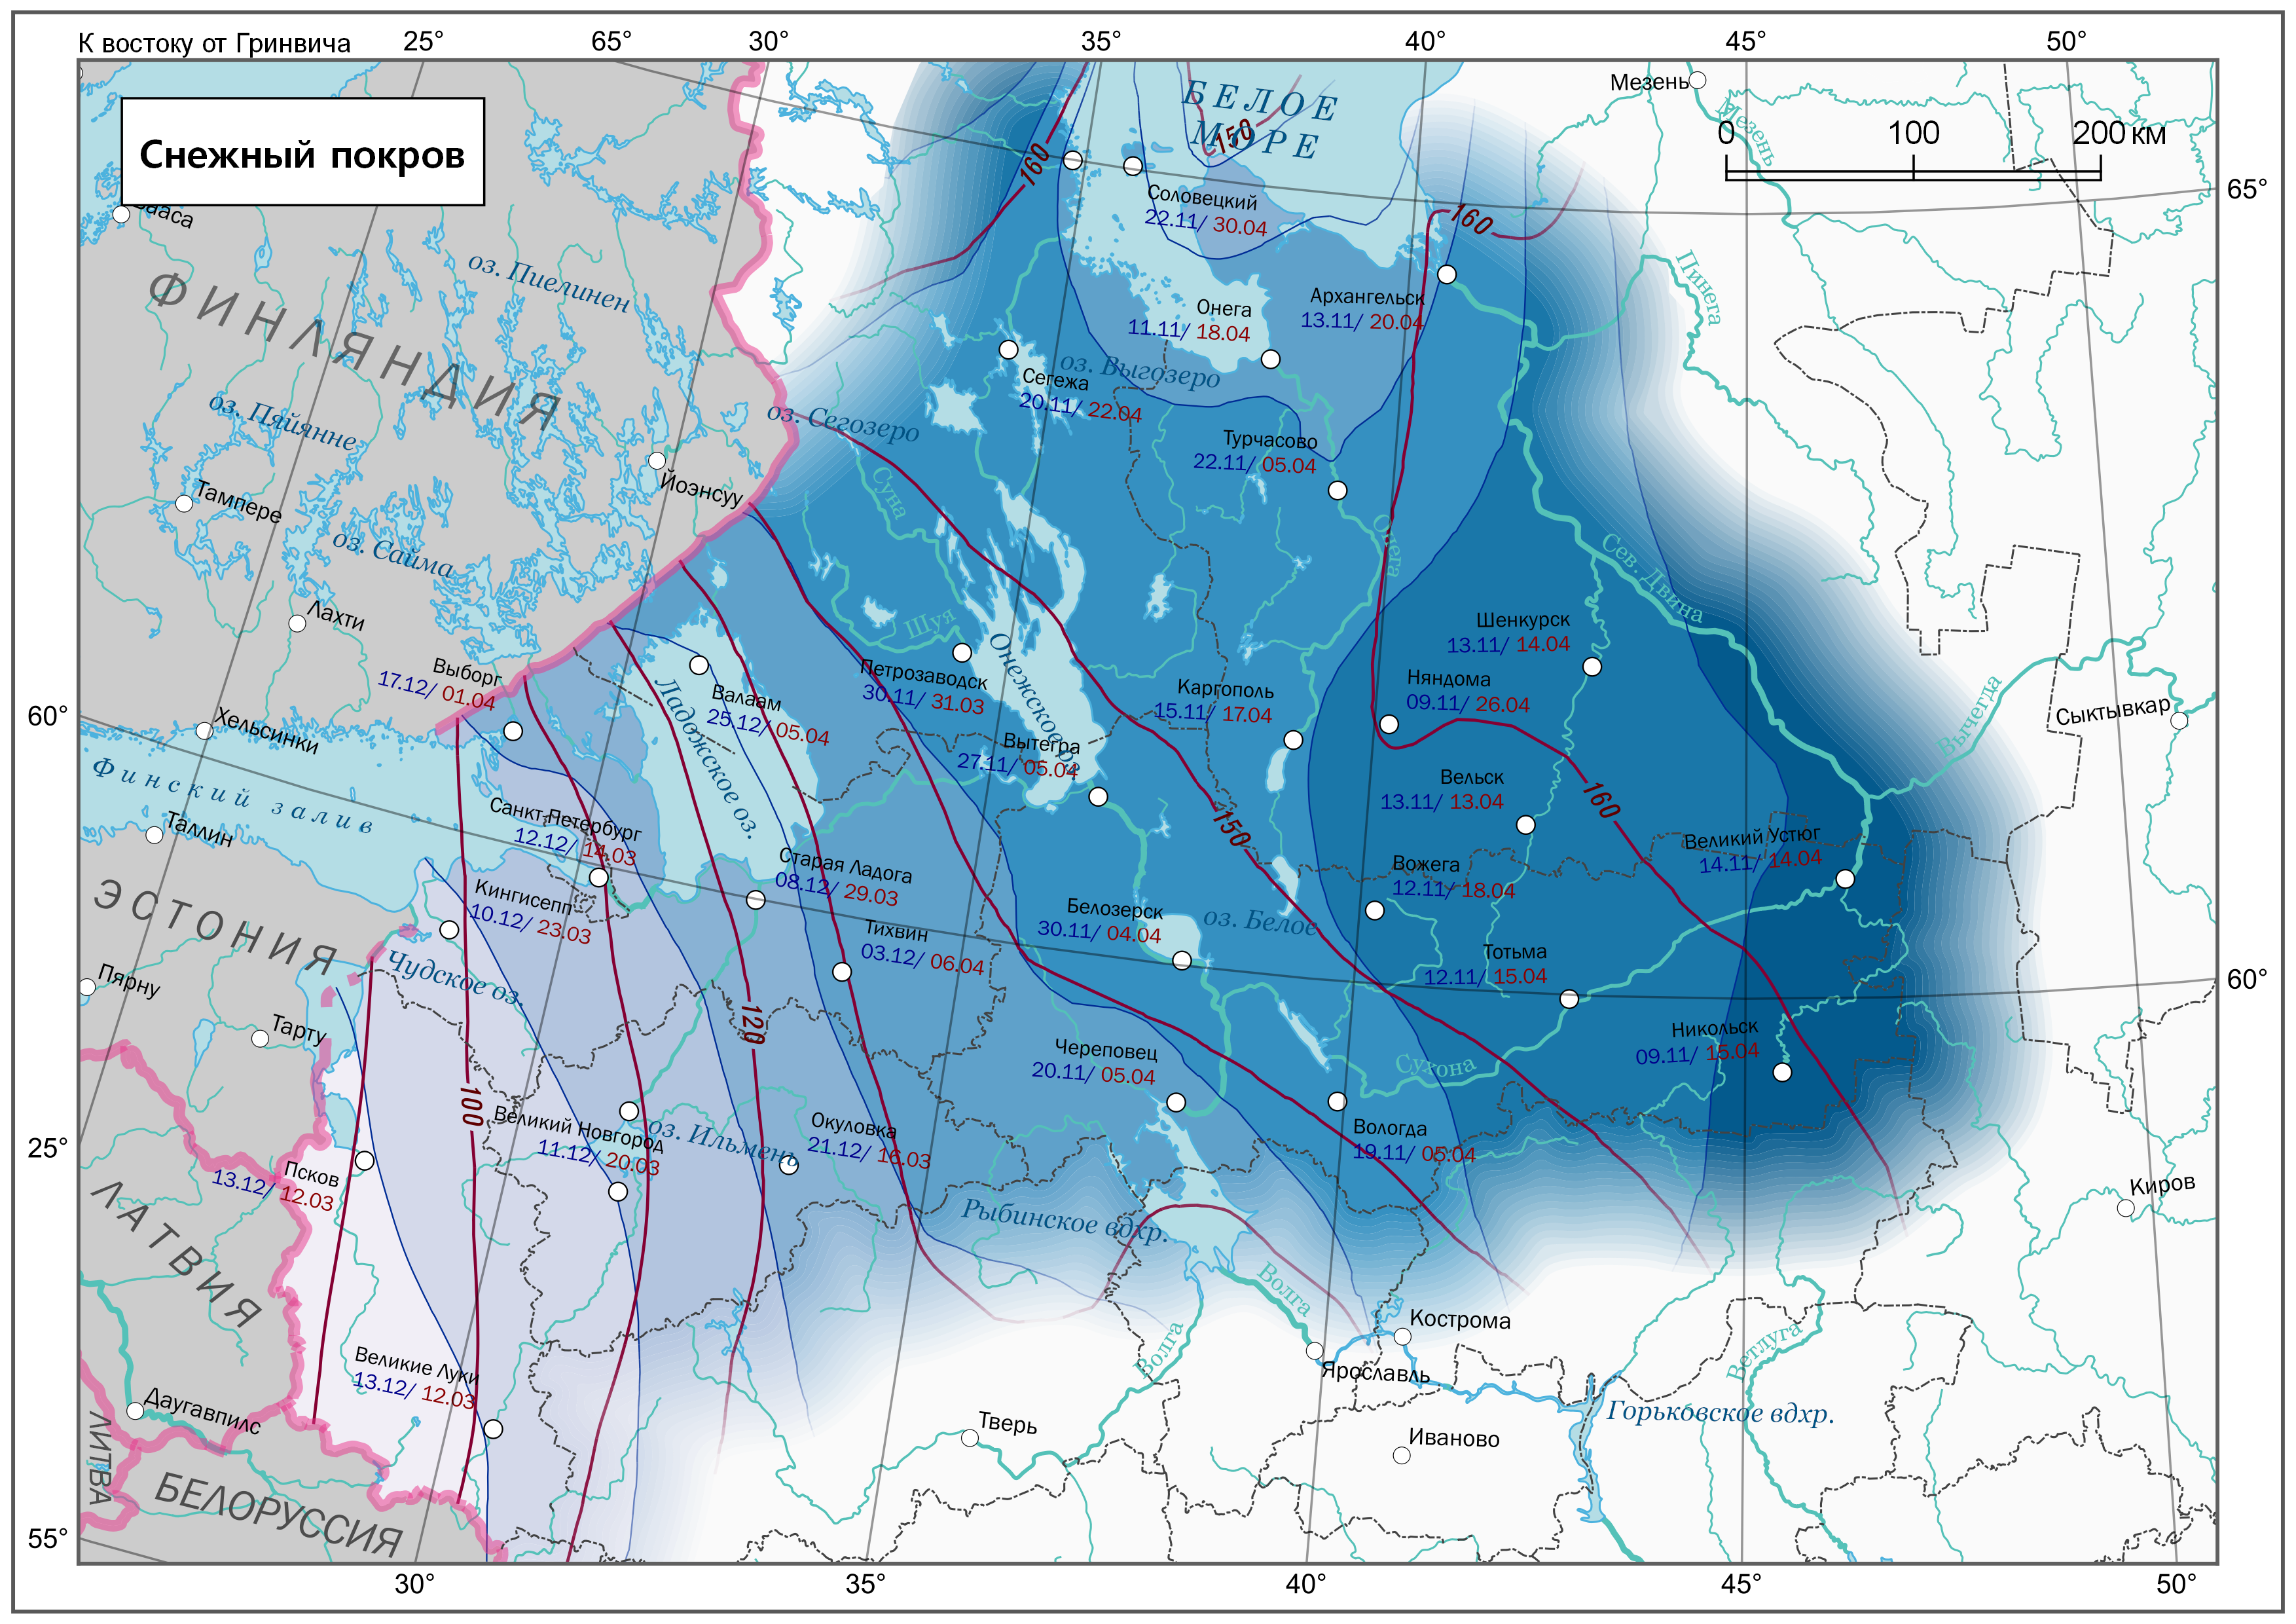 К востоку от Гринвича
25°
65°
30°
35°
40°
45°
50°
Снежный покров
БЕЛОЕ
МОРЕ
150
Мезень
Мезень
0
100
200 км
65°
160
160
Соловецкий
22.11/ 30.04
оз. Пиелинен
ФИНЛЯНДИЯ
Пинега
Онега
11.11/ 18.04
Архангельск
13.11/ 20.04
оз. Выгозеро
Сегежа
20.11/ 22.04
оз. Сегозеро
оз. Пяйянне
Турчасово
22.11/ 05.04
Йоэнсуу
Тампере
Суна
Онега
оз. Сайма
Сев. Двина
Лахти
Шуя
Шенкурск
13.11/ 14.04
Онежское оз.
Выборг
17.12/ 01.04
Петрозаводск
30.11/ 31.03
Валаам
25.12/ 05.04
Ладожское оз.
Каргополь
15.11/ 17.04
Няндома
09.11/ 26.04
60°
Хельсинки
Сыктывкар
Вычегда
Вытегра
27.11/ 05.04
Финский залив
Вельск
13.11/ 13.04
160
Таллин
Санкт-Петербург
12.12/ 14.03
150
Великий Устюг
14.11/ 14.04
Старая Ладога
08.12/ 29.03
Вожега
12.11/ 18.04
ЭСТОНИЯ
Кингисепп
10.12/ 23.03
Белозерск
30.11/ 04.04
оз. Белое
Тихвин
03.12/ 06.04
Тотьма
12.11/ 15.04
Чудское оз.
60°
Пярну
Тарту
120
Никольск
09.11/ 15.04
Череповец
20.11/ 05.04
Сухона
100
Великий Новгород
11.12/ 20.03
оз. Ильмень
Окуловка
21.12/ 16.03
Вологда
19.11/ 05.04
25°
Псков
13.12/ 12.03
Киров
ЛАТВИЯ
Рыбинское вдхр.
Волга
Кострома
Волга
Ветлуга
Ярославль
Великие Луки
13.12/ 12.03
Даугавпилс
Горьковское вдхр.
Тверь
Иваново
ЛИТВА
БЕЛОРУССИЯ
55°
30°
35°
40°
45°
50°